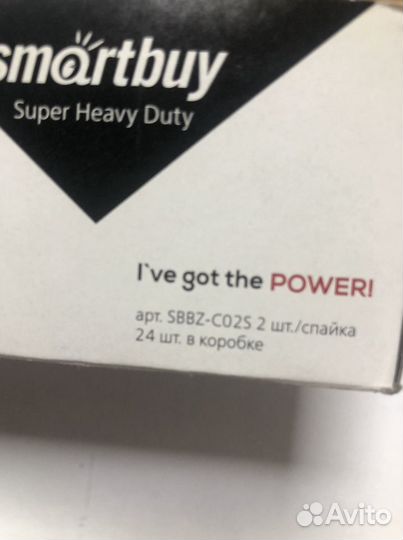 smartbuy
Super Heavy Duty
I`ve got the POWER!
арт. SBBZ-C02S 2 шт./спайка
24 шт. в коробке
Avito